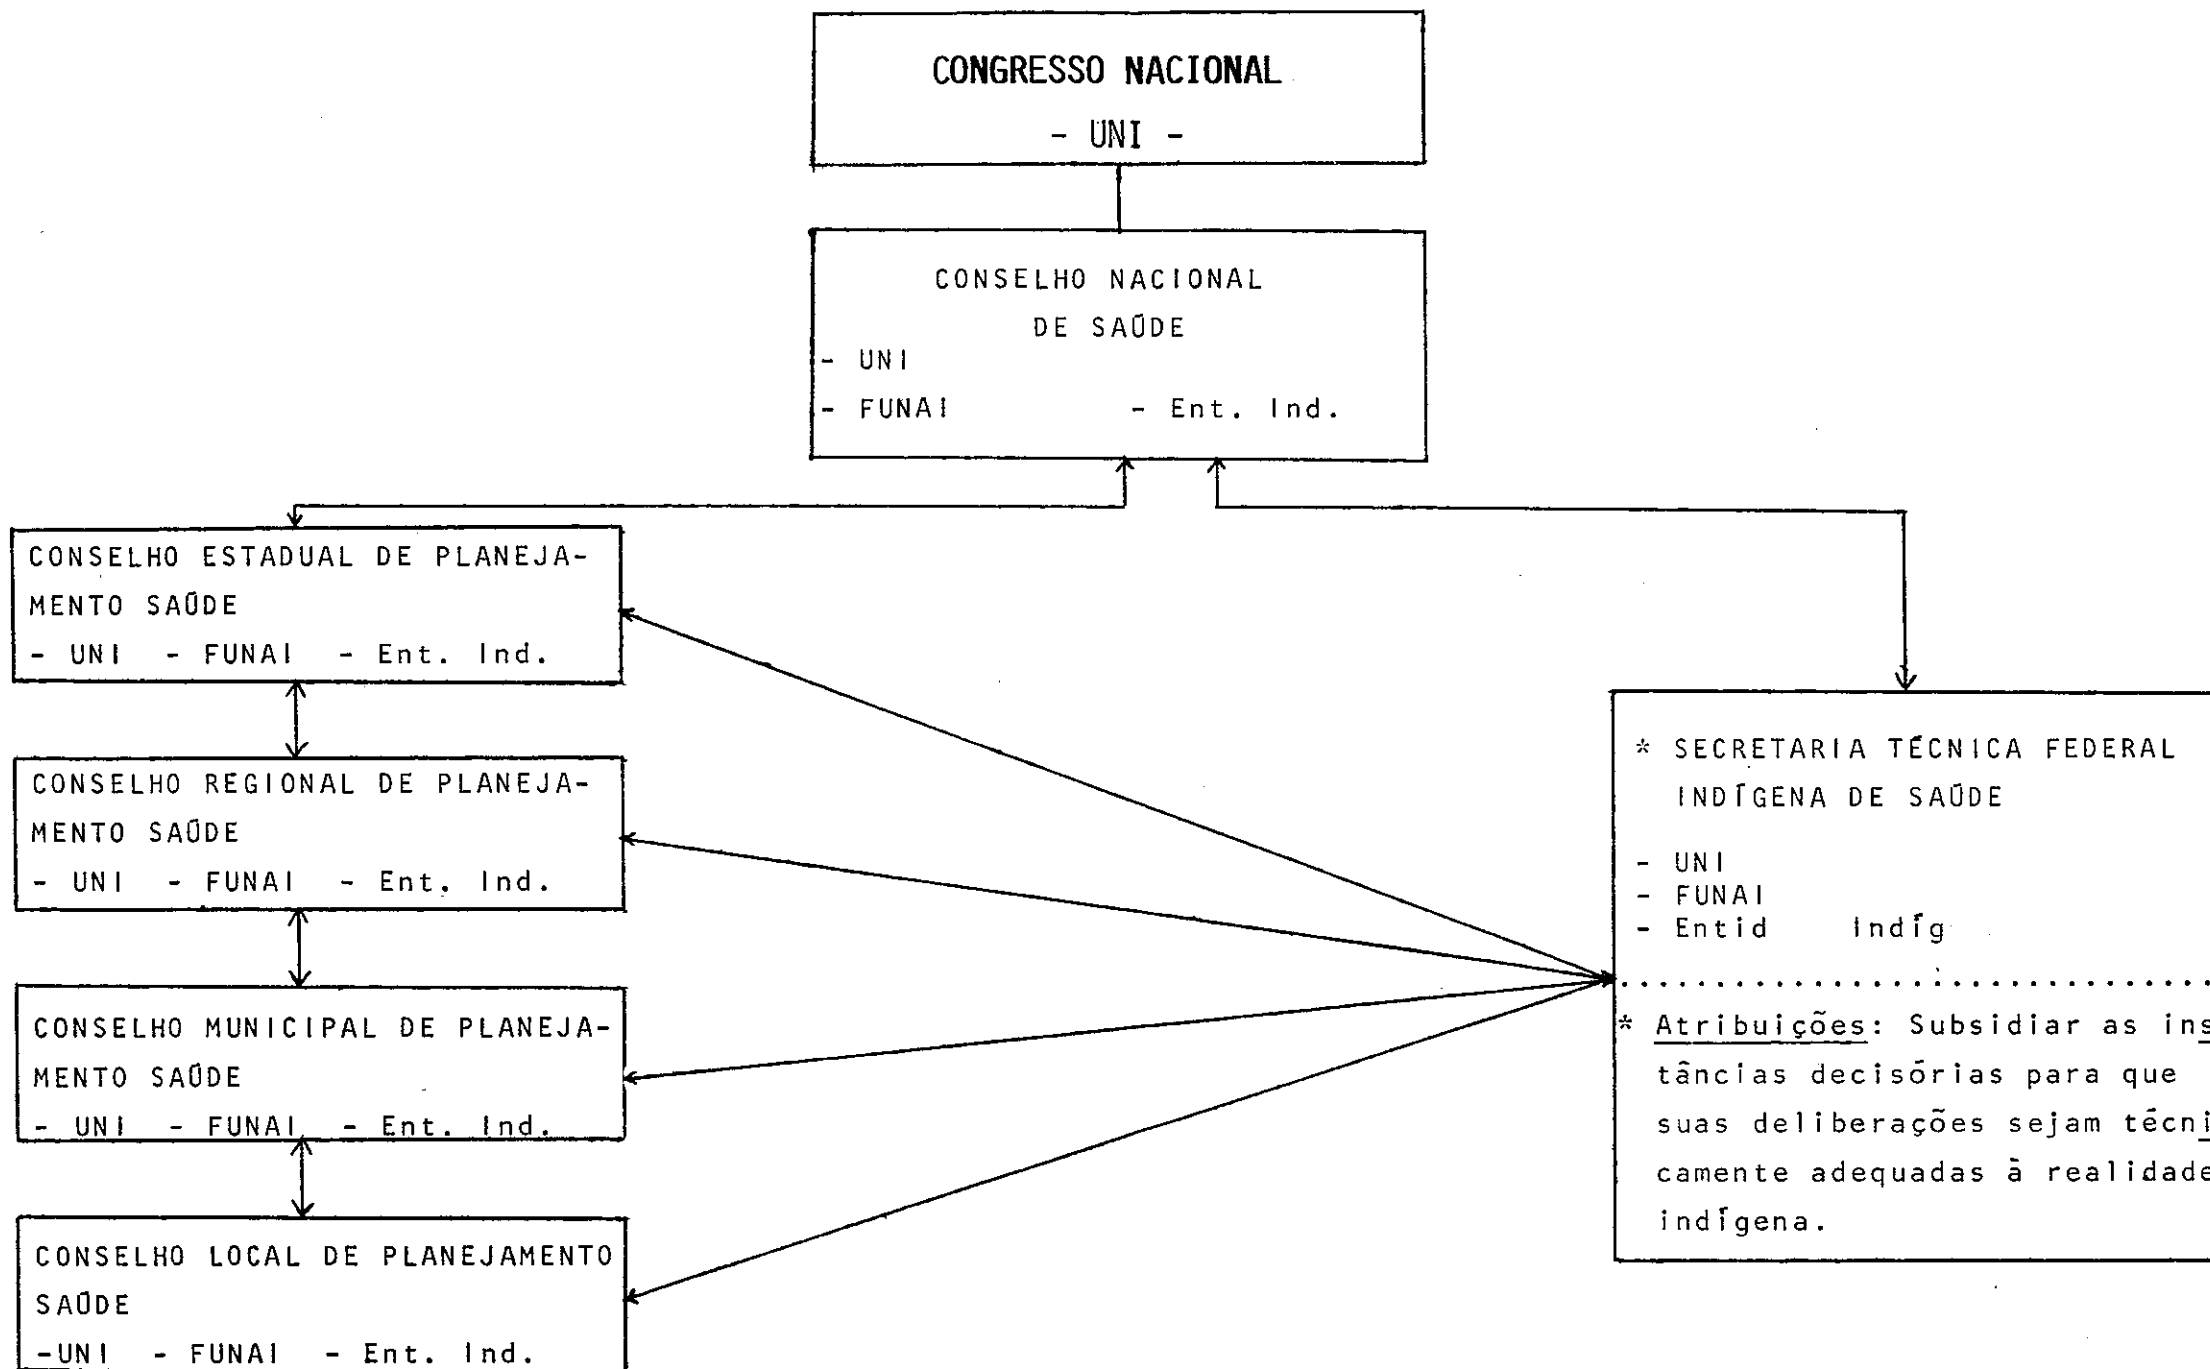 CONGRESSO NACIONAL
- UNI -
CONSELHO NACIONAL
DE SAÚDE
- UNI
- FUNAI - Ent. Ind.
CONSELHO ESTADUAL DE PLANEJA-
MENTO SAÚDE
- UNI - FUNAI - Ent. Ind.
CONSELHO REGIONAL DE PLANEJA-
MENTO SAÚDE
- UNI - FUNAI - Ent. Ind.
CONSELHO MUNICIPAL DE PLANEJA-
MENTO SAÚDE
- UNI - FUNAI - Ent. Ind.
CONSELHO LOCAL DE PLANEJAMENTO
SAÚDE
-UNI - FUNAI - Ent. Ind.
* SECRETARIA TÉCNICA FEDERAL
INDÍGENA DE SAÚDE
- UNI
- FUNAI
- Entid Indíg
* Atribuições: Subsidiar as ins
tâncias decisórias para que
suas deliberações sejam técni
camente adequadas à realidade
indígena.